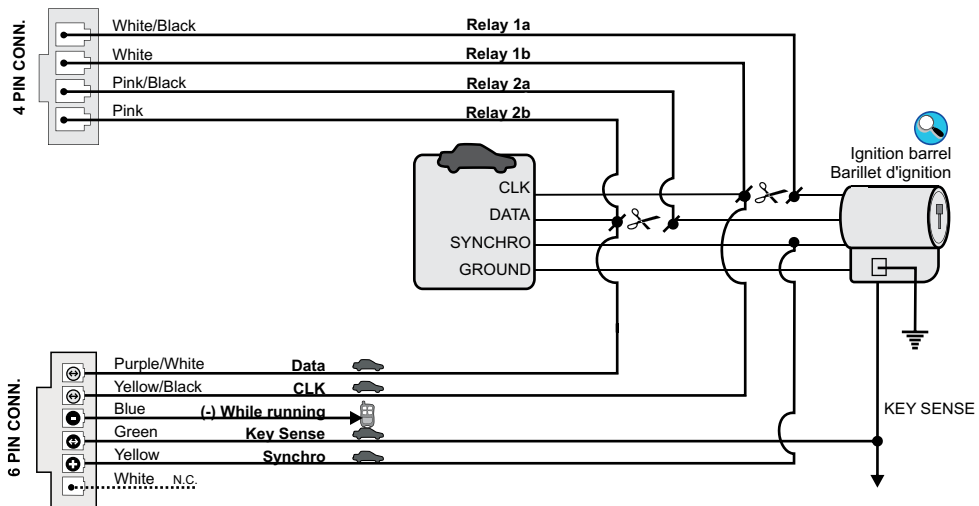 4 PIN CONN.
White/Black Relay 1a
White Relay 1b
Pink/Black Relay 2a
Pink Relay 2b
Ignition barrel
Barillet d'ignition
CLK
DATA
SYNCHRO
GROUND
6 PIN CONN.
Purple/White Data
Yellow/Black CLK
Blue (-) While running
Green Key Sense
Yellow Synchro
White N.C.
KEY SENSE